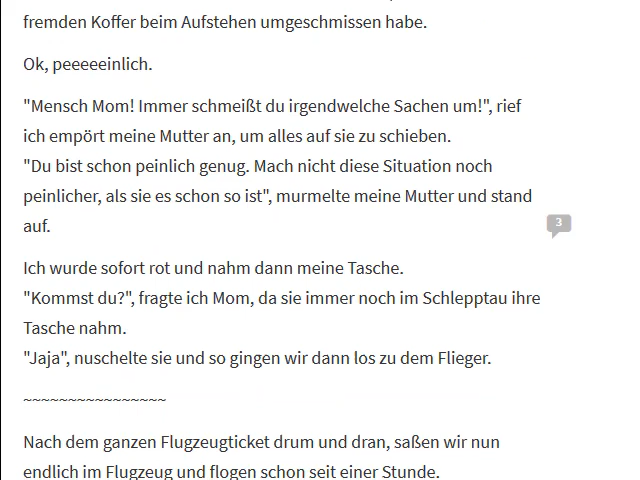 fremden Koffer beim Aufstehen umgeschmissen habe.
Ok, peeeeeinlich.
"Mensch Mom! Immer schmeißt du irgendwelche Sachen um!", rief
ich empört meine Mutter an, um alles auf sie zu schieben.
"Du bist schon peinlich genug. Mach nicht diese Situation noch
peinlicher, als sie es schon so ist", murmelte meine Mutter und stand
auf.
3
Ich wurde sofort rot und nahm dann meine Tasche.
"Kommst du?", fragte ich Mom, da sie immer noch im Schlepptau ihre
Tasche nahm.
"Jaja", nuschelte sie und so gingen wir dann los zu dem Flieger.
~~~~~~~~~~~~~~~~
Nach dem ganzen Flugzeugticket drum und dran, saßen wir nun
endlich im Flugzeug und flogen schon seit einer Stunde.